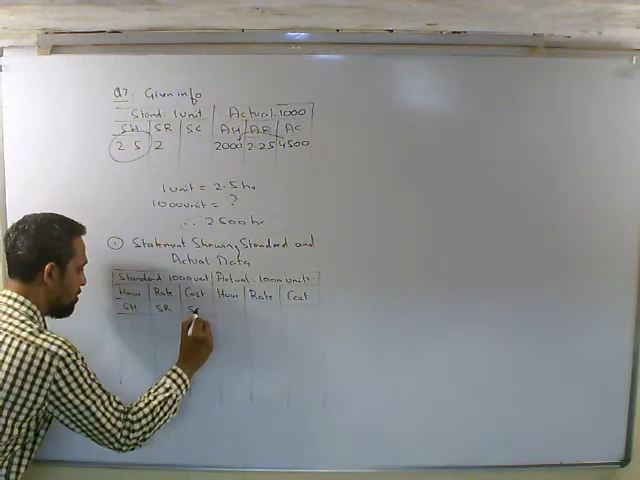 Q7. Given info
Stand: 1 Unit Actual - 1000
SH SR SC AH AR AC
2.5 2 2000 2.25 4500
1 unit = 2.5 hr
1000 unit = ?
∴ 2500 hr
① Statement Showing Standard and
Actual Data
Standard 1000 unit Actual - 1000 unit
Hour Rate Cost Hour Rate Cost
SH SR